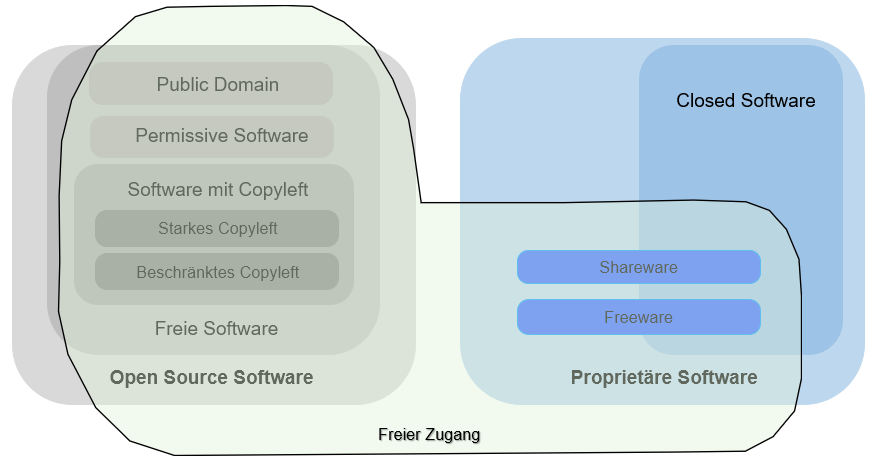 Public Domain
Permissive Software
Software mit Copyleft
Starkes Copyleft
Beschränktes Copyleft
Freie Software
Open Source Software
Closed Software
Shareware
Freeware
Proprietäre Software
Freier Zugang